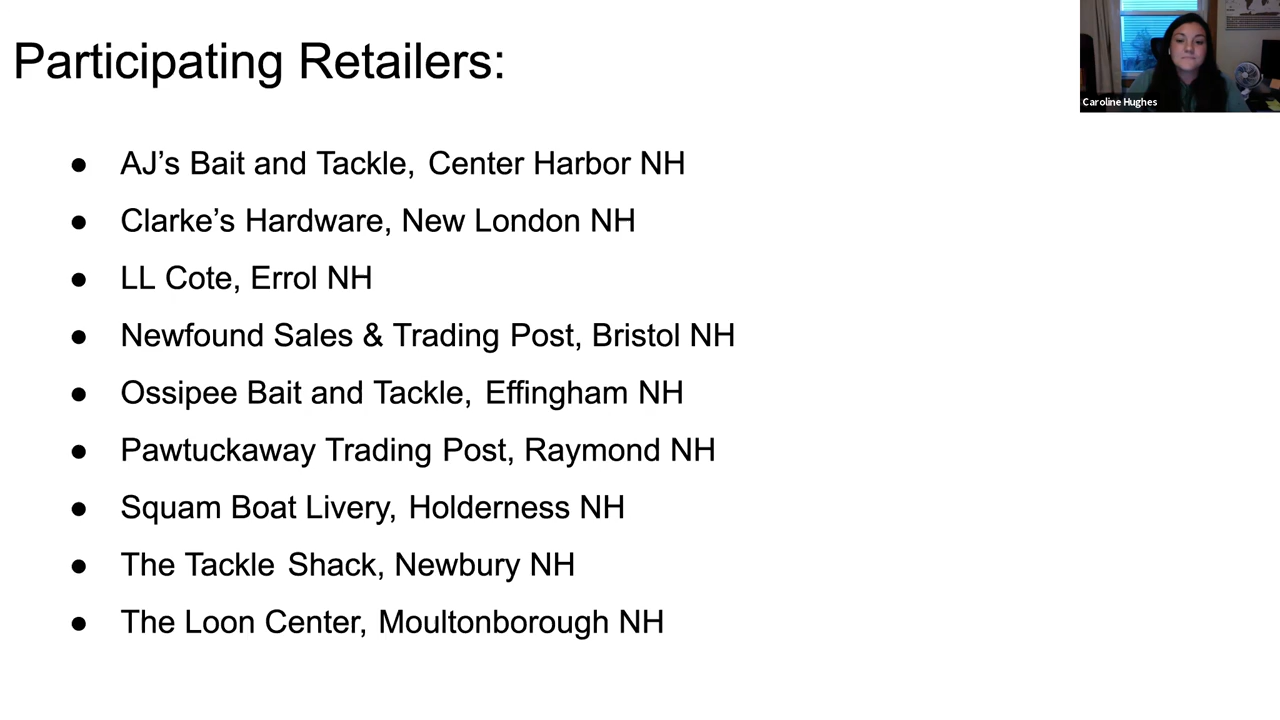 Participating Retailers:
Caroline Hughes
● AJ’s Bait and Tackle, Center Harbor NH
● Clarke’s Hardware, New London NH
● LL Cote, Errol NH
● Newfound Sales & Trading Post, Bristol NH
● Ossipee Bait and Tackle, Effingham NH
● Pawtuckaway Trading Post, Raymond NH
● Squam Boat Livery, Holderness NH
● The Tackle Shack, Newbury NH
● The Loon Center, Moultonborough NH